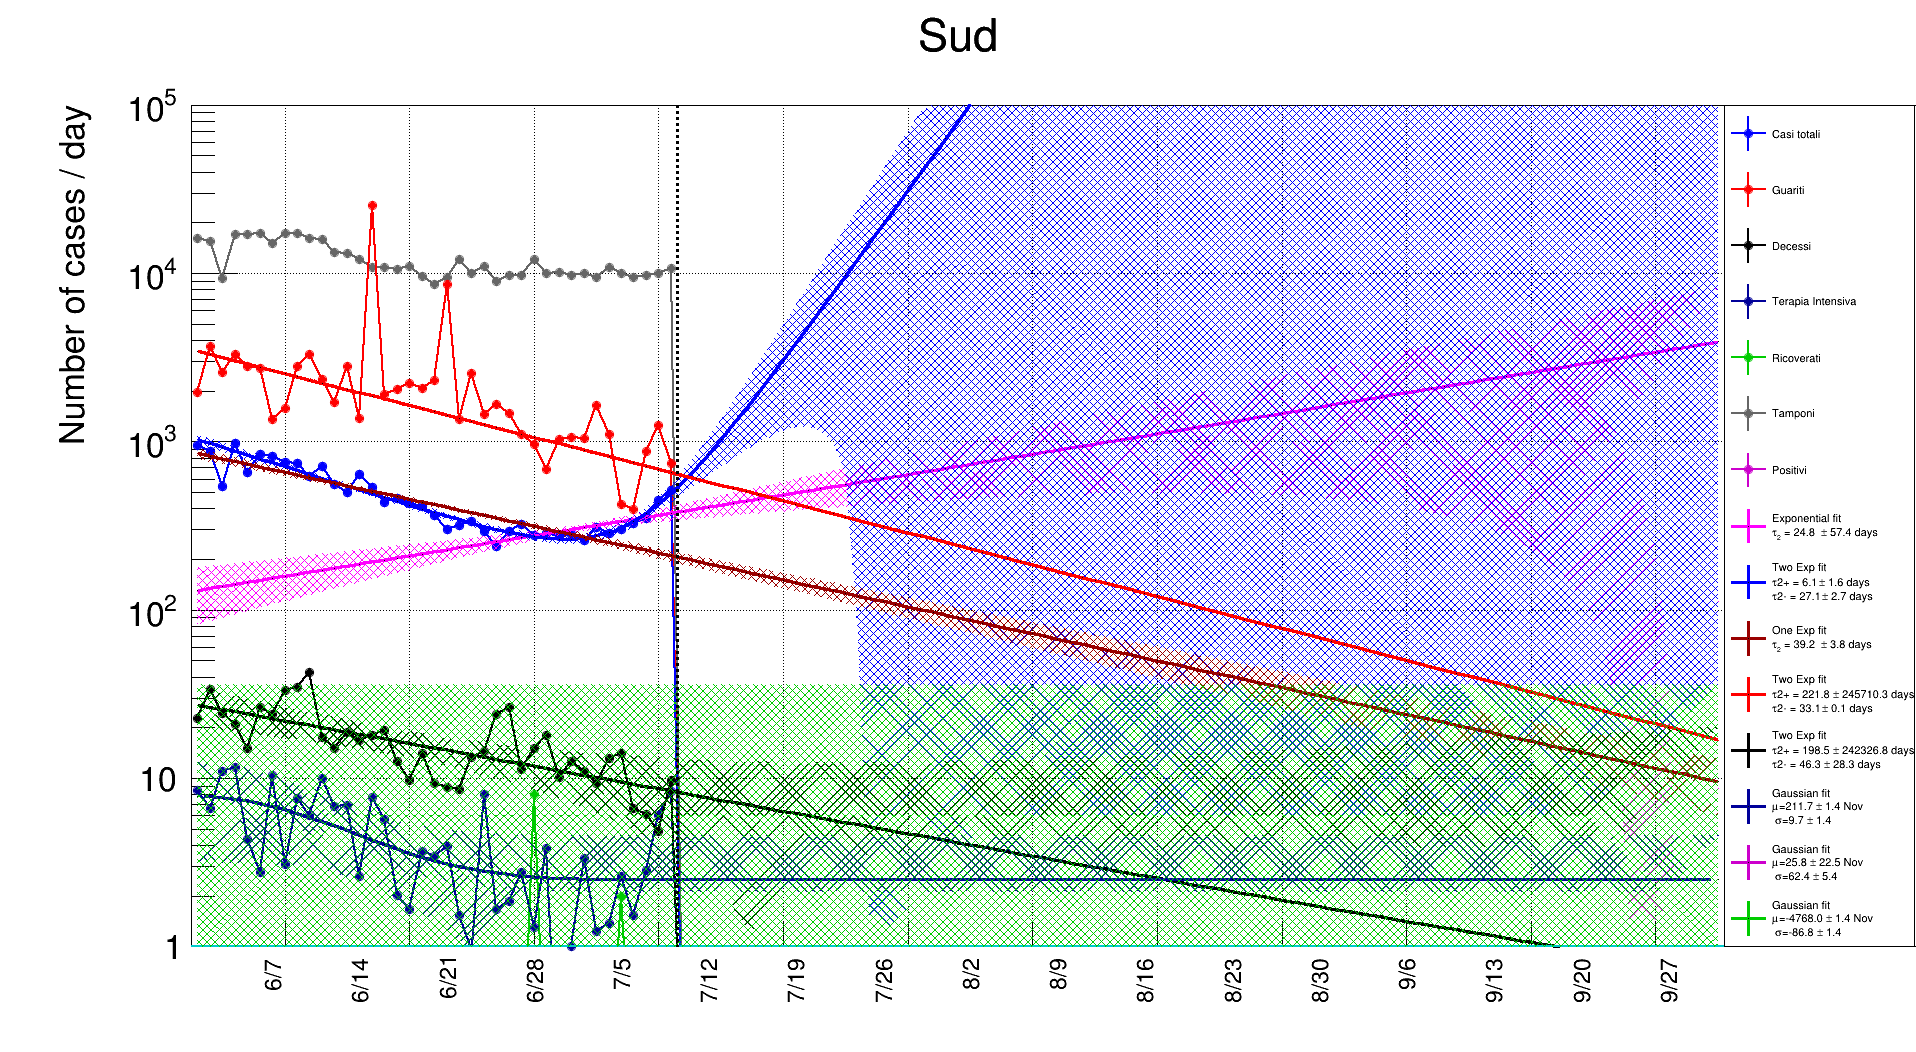 Sud
Number of cases / day
10^5
10^4
10^3
10^2
10
1
6/7
6/14
6/21
6/28
7/5
7/12
7/19
7/26
8/2
8/9
8/16
8/23
8/30
9/6
9/13
9/20
9/27
Casi totali
Guariti
Decessi
Terapia Intensiva
Ricoverati
Tamponi
Positivi
Exponential fit
τ₂ = 24.8 ± 57.4 days
Two Exp fit
τ2+ = 6.1 ± 1.6 days
τ2- = 27.1 ± 2.7 days
One Exp fit
τ₂ = 39.2 ± 3.8 days
Two Exp fit
τ2+ = 221.8 ± 245710.3 days
τ2- = 33.1 ± 0.1 days
Two Exp fit
τ2+ = 198.5 ± 242326.8 days
τ2- = 46.3 ± 28.3 days
Gaussian fit
μ=211.7 ± 1.4 Nov
σ=9.7 ± 1.4
Gaussian fit
μ=25.8 ± 22.5 Nov
σ=62.4 ± 5.4
Gaussian fit
μ=-4768.0 ± 1.4 Nov
σ=-86.8 ± 1.4